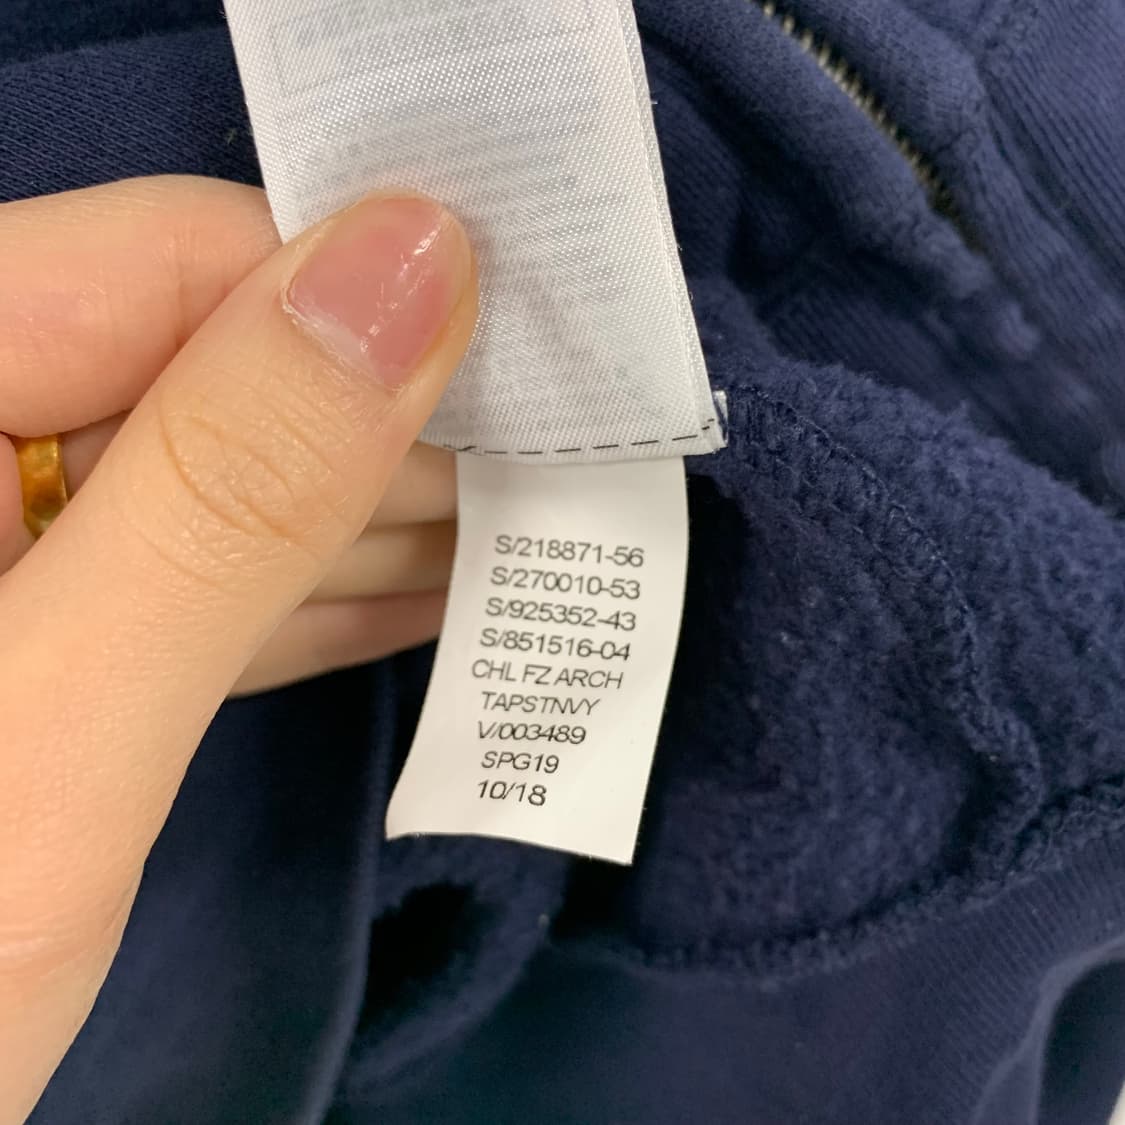 S/218871-56
S/270010-53
S/925352-43
S/851516-04
CHL FZ ARCH
TAPSTNVY
V/003489
SPG19
10/18